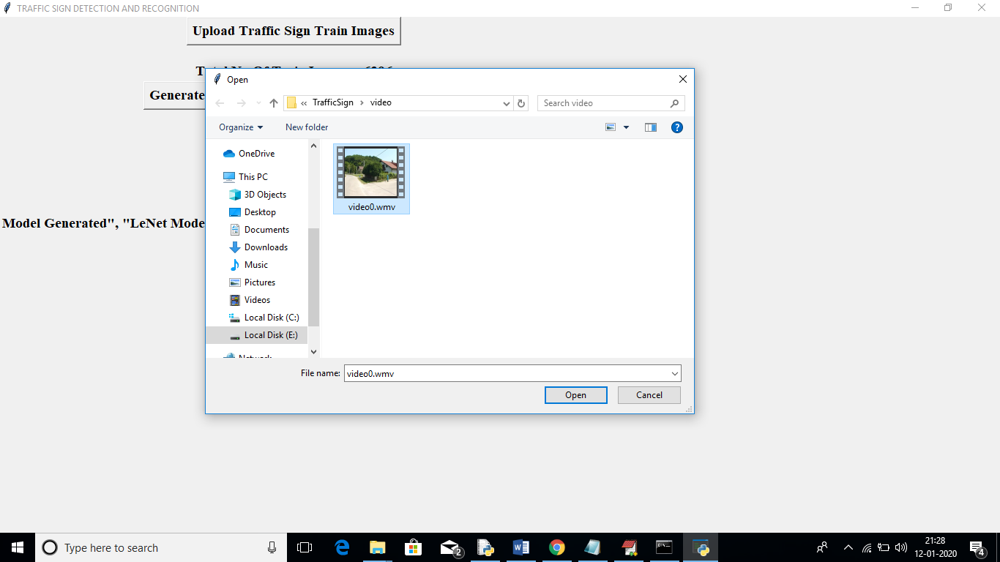 TRAFFIC SIGN DETECTION AND RECOGNITION
Upload Traffic Sign Train Images
Generate
Model Generated", "LeNet Mode
Open
« TrafficSign > video
Search video
Organize
New folder
?
OneDrive
This PC
3D Objects
Desktop
Documents
Downloads
Music
Pictures
Videos
Local Disk (C:)
Local Disk (E:)
Network
video0.wmv
File name: video0.wmv
Open
Cancel
Type here to search
2
21:28
12-01-2020
4